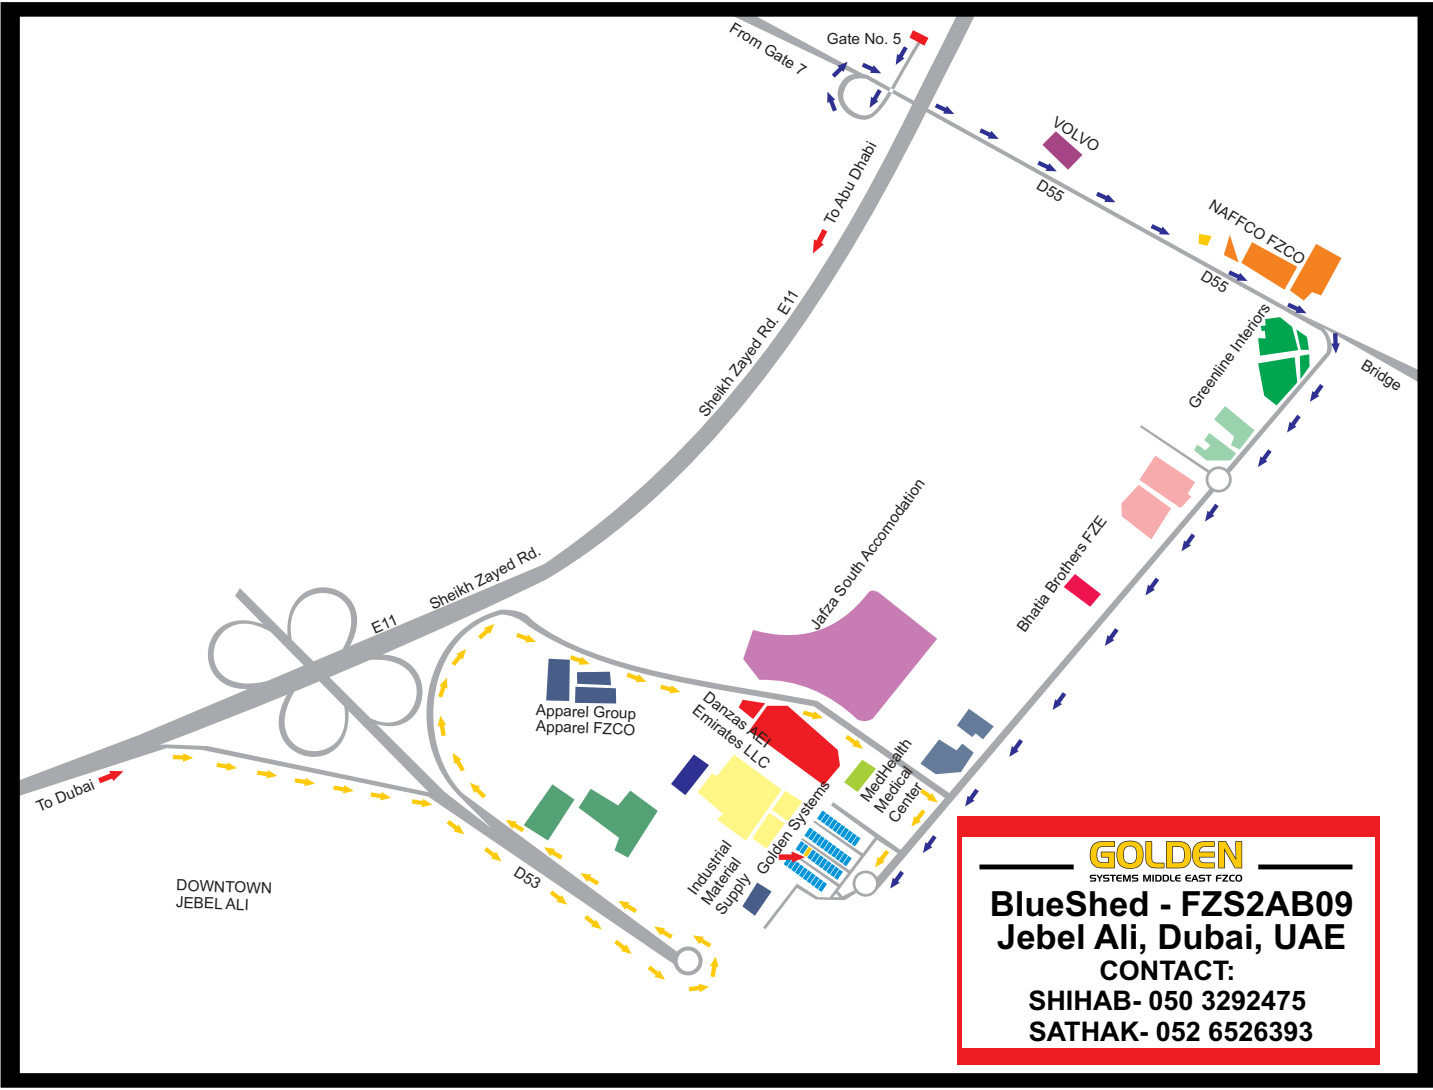 From Gate 7
Gate No. 5
VOLVO
D55
To Abu Dhabi
NAFFCO FZCO
D55
Sheikh Zayed Rd.  E11
Greenline Interiors
Bridge
Jafza South Accomodation
Bhatia Brothers FZE
Sheikh Zayed Rd.
E11
Apparel Group
Apparel FZCO
Danzas AEI
Emirates LLC
MedHealth
Medical
Center
To Dubai
Golden Systems
Industrial
Material
Supply
D53
DOWNTOWN
JEBEL ALI
GOLDEN
SYSTEMS MIDDLE EAST FZCO
BlueShed - FZS2AB09
Jebel Ali, Dubai, UAE
CONTACT:
SHIHAB- 050 3292475
SATHAK- 052 6526393